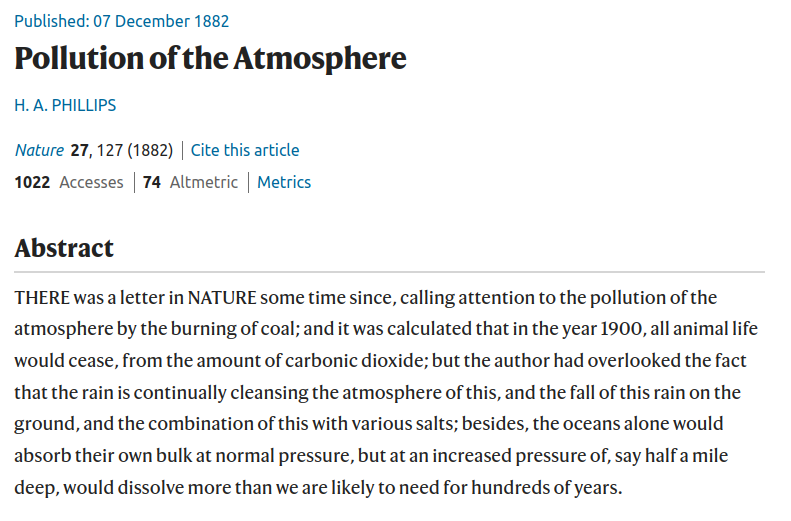 Published: 07 December 1882
Pollution of the Atmosphere
H. A. PHILLIPS
Nature 27, 127 (1882) | Cite this article
1022 Accesses | 74 Altmetric | Metrics
Abstract
THERE was a letter in NATURE some time since, calling attention to the pollution of the
atmosphere by the burning of coal; and it was calculated that in the year 1900, all animal life
would cease, from the amount of carbonic dioxide; but the author had overlooked the fact
that the rain is continually cleansing the atmosphere of this, and the fall of this rain on the
ground, and the combination of this with various salts; besides, the oceans alone would
absorb their own bulk at normal pressure, but at an increased pressure of, say half a mile
deep, would dissolve more than we are likely to need for hundreds of years.